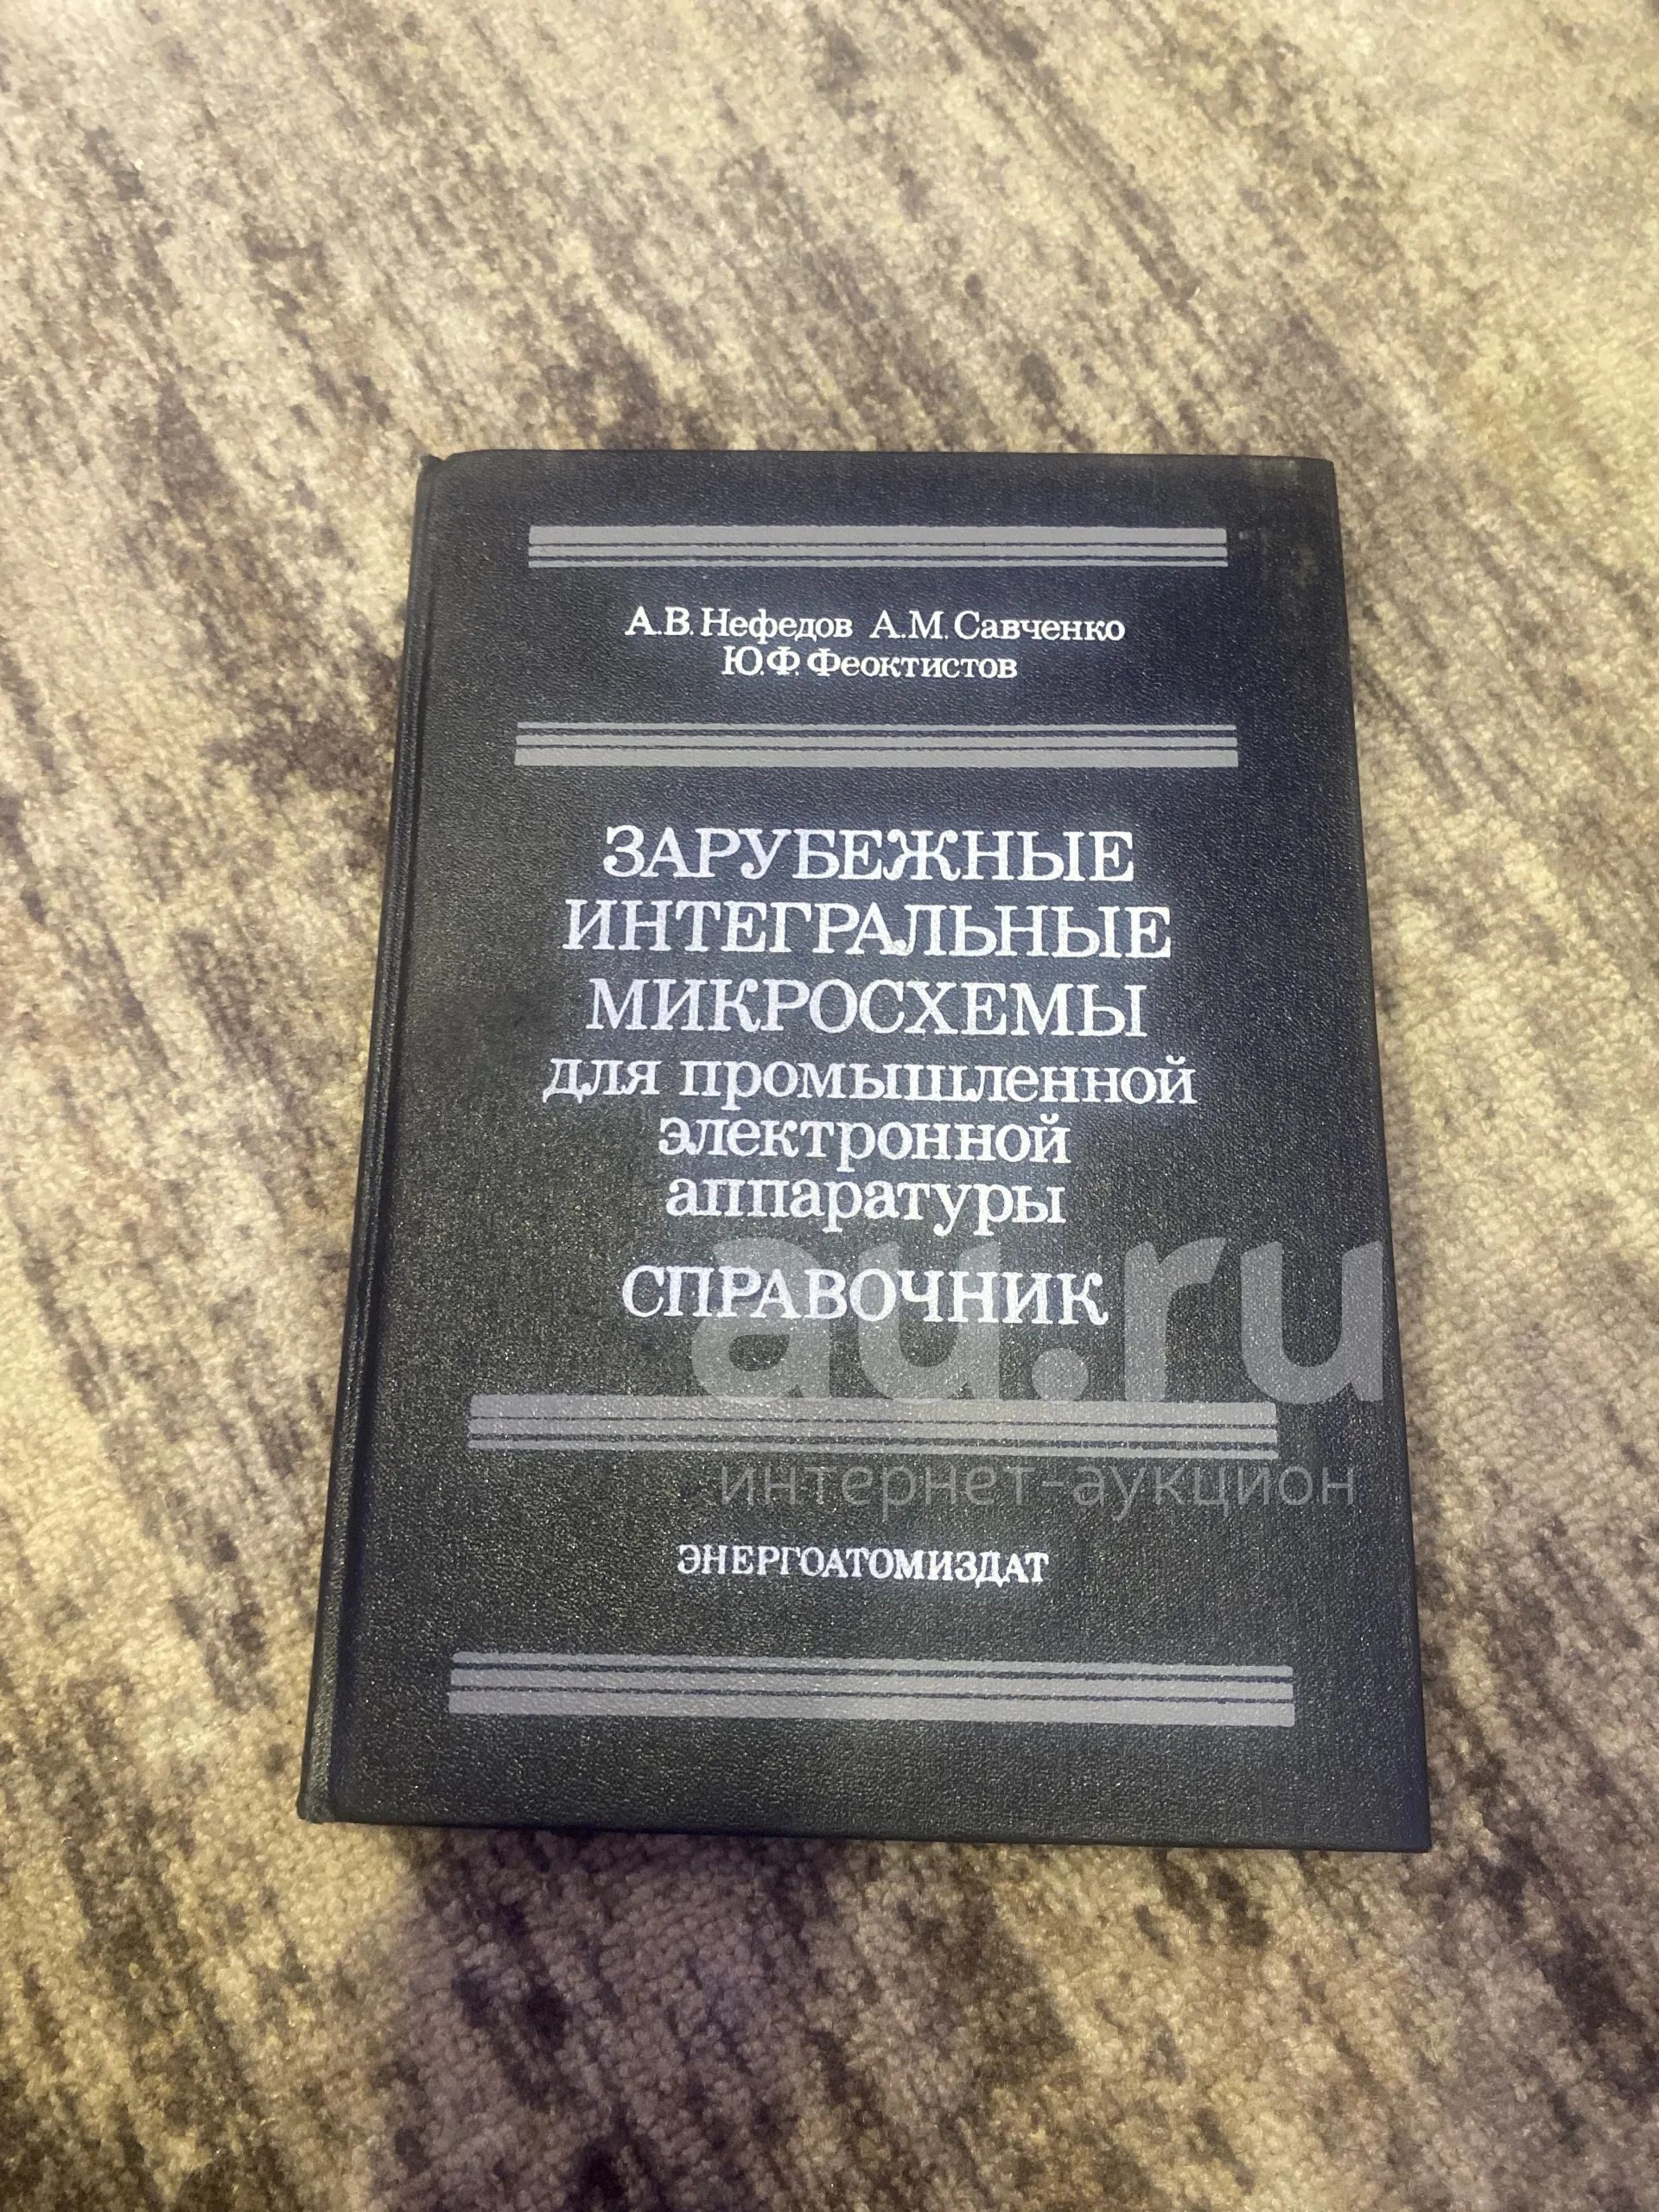 А.В. Нефедов А.М. Савченко
Ю.Ф. Феоктистов
ЗАРУБЕЖНЫЕ
ИНТЕГРАЛЬНЫЕ
МИКРОСХЕМЫ
для промышленной
электронной
аппаратуры
СПРАВОЧНИК
au.ru
интернет-аукцион
ЭНЕРГОАТОМИЗДАТ